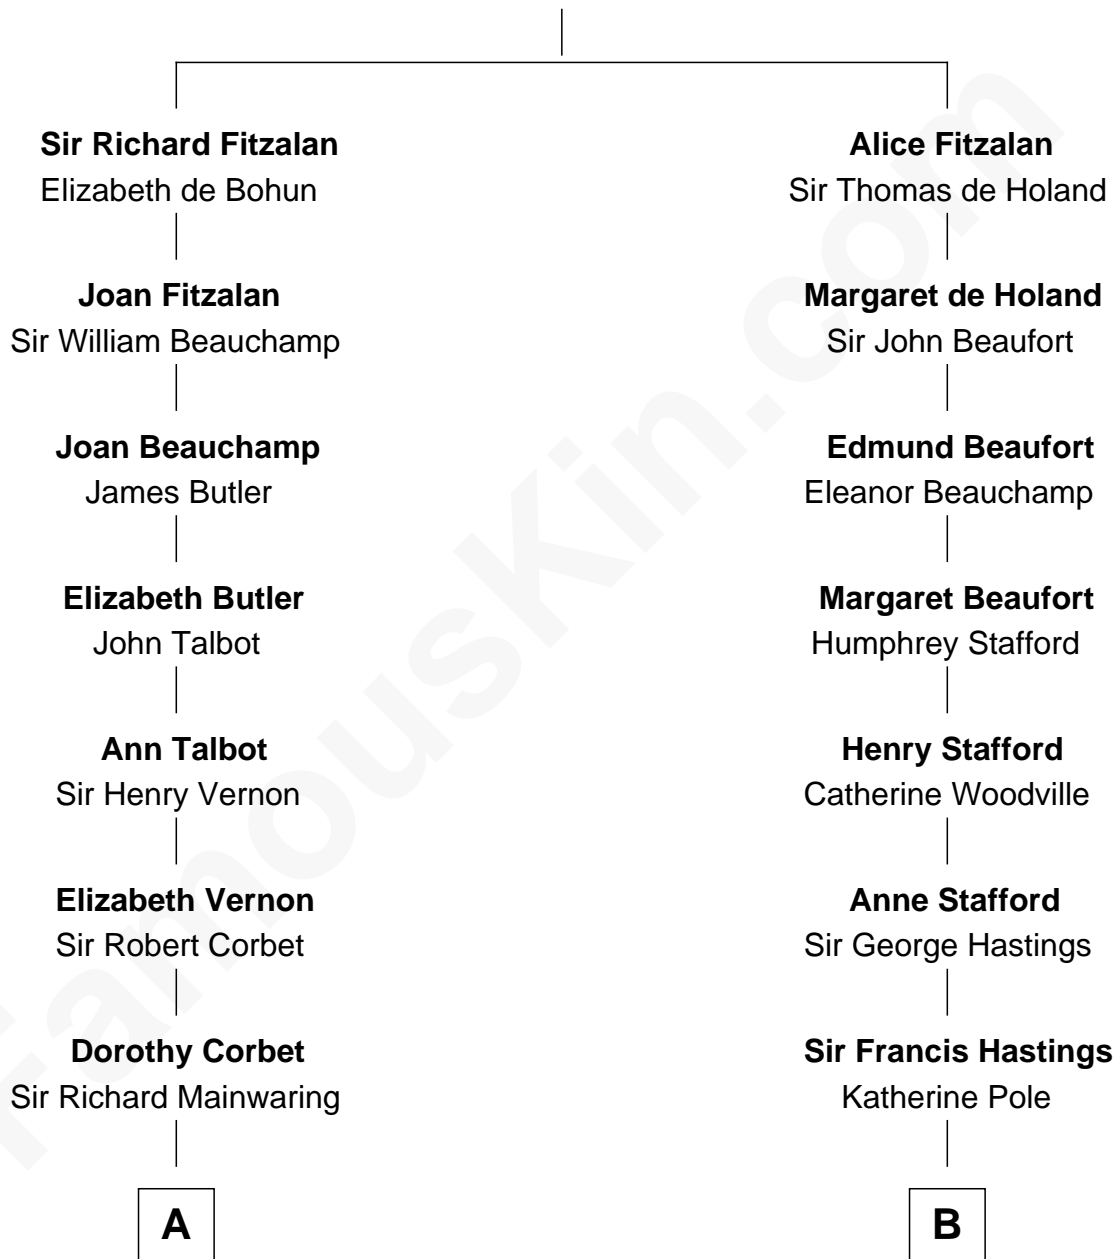 Sir Richard Fitzalan
Elizabeth de Bohun
Joan Fitzalan
Sir William Beauchamp
Joan Beauchamp
James Butler
Elizabeth Butler
John Talbot
Ann Talbot
Sir Henry Vernon
Elizabeth Vernon
Sir Robert Corbet
Dorothy Corbet
Sir Richard Mainwaring
A
Alice Fitzalan
Sir Thomas de Holand
Margaret de Holand
Sir John Beaufort
Edmund Beaufort
Eleanor Beauchamp
Margaret Beaufort
Humphrey Stafford
Henry Stafford
Catherine Woodville
Anne Stafford
Sir George Hastings
Sir Francis Hastings
Katherine Pole
B
FamousKin.com